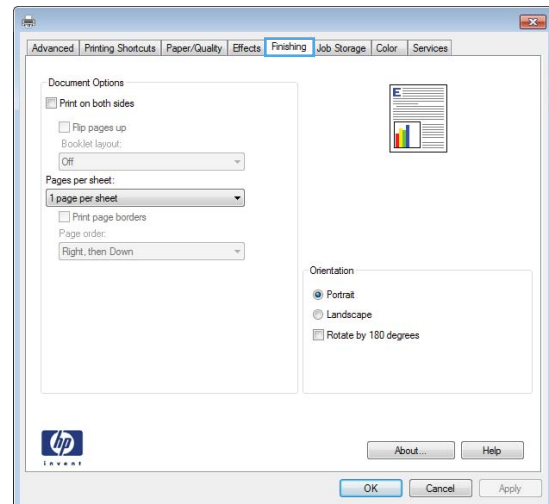 Advanced Printing Shortcuts Paper/Quality Effects Finishing Job Storage Color Services
Document Options
Print on both sides
Flip pages up
Booklet layout:
Off
Pages per sheet:
1 page per sheet
Print page borders
Page order:
Right, then Down
E
Orientation
Portrait
Landscape
Rotate by 180 degrees
hp
invent
About... Help
OK Cancel Apply